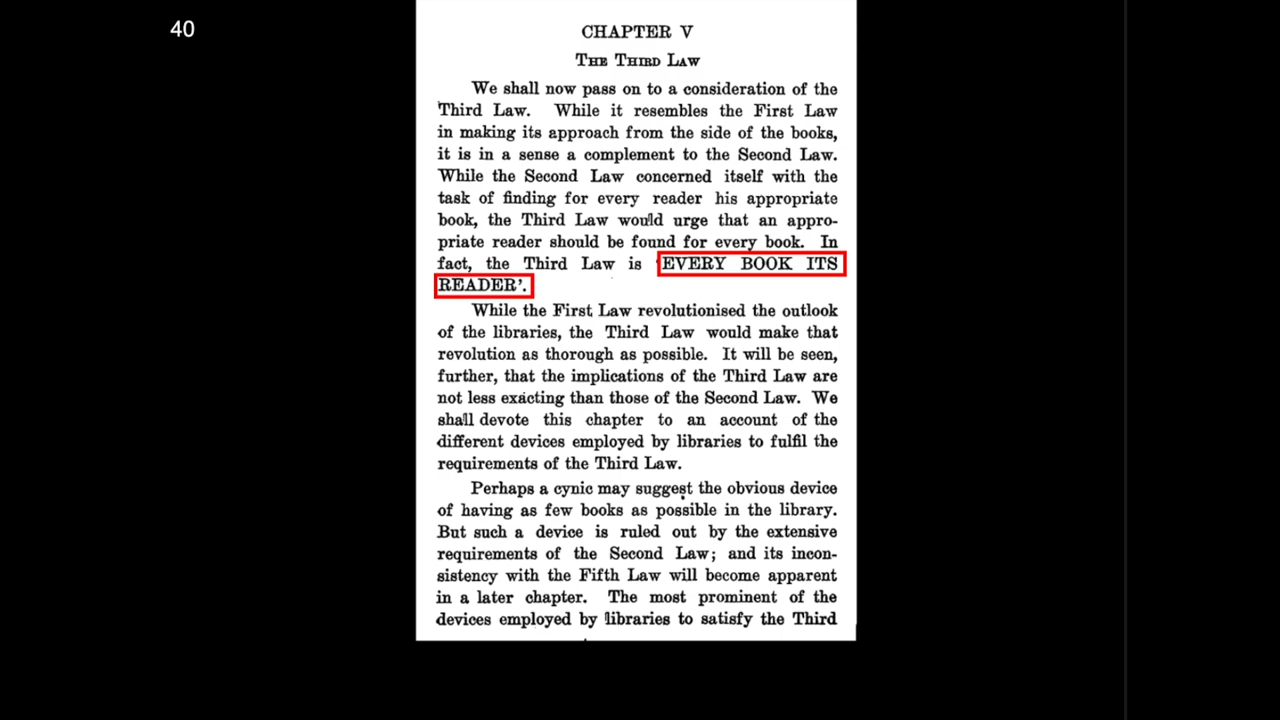 40
CHAPTER V
THE THIRD LAW
We shall now pass on to a consideration of the
Third Law. While it resembles the First Law
in making its approach from the side of the books,
it is in a sense a complement to the Second Law.
While the Second Law concerned itself with the
task of finding for every reader his appropriate
book, the Third Law would urge that an appro-
priate reader should be found for every book. In
fact, the Third Law is 'EVERY BOOK ITS
READER'.
While the First Law revolutionised the outlook
of the libraries, the Third Law would make that
revolution as thorough as possible. It will be seen,
further, that the implications of the Third Law are
not less exacting than those of the Second Law. We
shall devote this chapter to an account of the
different devices employed by libraries to fulfil the
requirements of the Third Law.
Perhaps a cynic may suggest the obvious device
of having as few books as possible in the library.
But such a device is ruled out by the extensive
requirements of the Second Law; and its incon-
sistency with the Fifth Law will become apparent
in a later chapter. The most prominent of the
devices employed by libraries to satisfy the Third